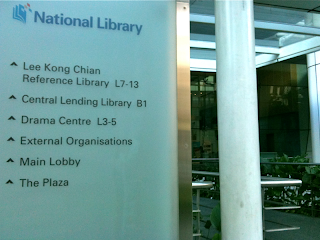 National Library
Lee Kong Chian
Reference Library L7-13
Central Lending Library B1
Drama Centre L3-5
External Organisations
Main Lobby
The Plaza